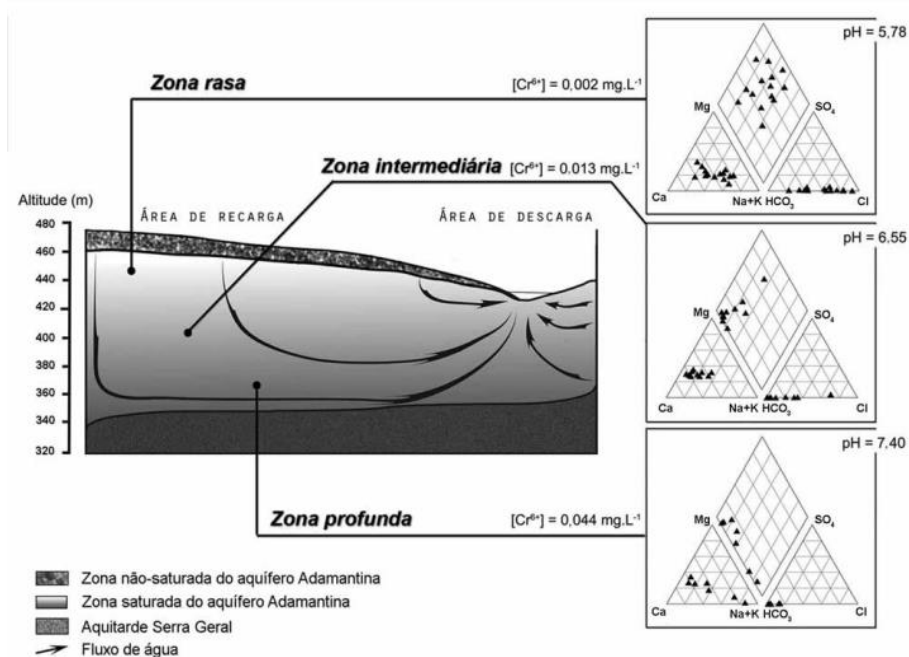 pH = 5,78
Zona rasa
[Cr⁶⁺] = 0,002 mg.L⁻¹
Mg
SO₄
Zona intermediária
[Cr⁶⁺] = 0,013 mg.L⁻¹
Ca
Na+K HCO₃
Cl
Altitude (m)
ÁREA DE RECARGA
ÁREA DE DESCARGA
480
460
440
420
400
380
360
340
320
pH = 6,55
Mg
SO₄
Ca
Na+K HCO₃
Cl
pH = 7,40
Zona profunda
[Cr⁶⁺] = 0,044 mg.L⁻¹
Mg
SO₄
Ca
Na+K HCO₃
Cl
Zona não-saturada do aquífero Adamantina
Zona saturada do aquífero Adamantina
Aquitarde Serra Geral
Fluxo de água